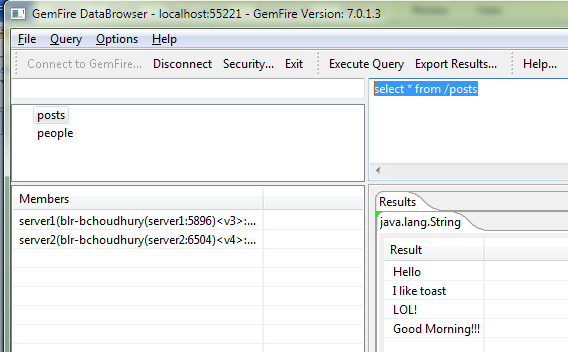 GemFire DataBrowser - localhost:55221 - GemFire Version: 7.0.1.3
File Query Options Help
Connect to GemFire... Disconnect Security... Exit Execute Query Export Results... Help...
select * from /posts
posts
people
Members
server1(blr-bchoudhury(server1:5896)<v3>:...
server2(blr-bchoudhury(server2:6504)<v4>:...
Results
java.lang.String
Result
Hello
I like toast
LOL!
Good Morning!!!